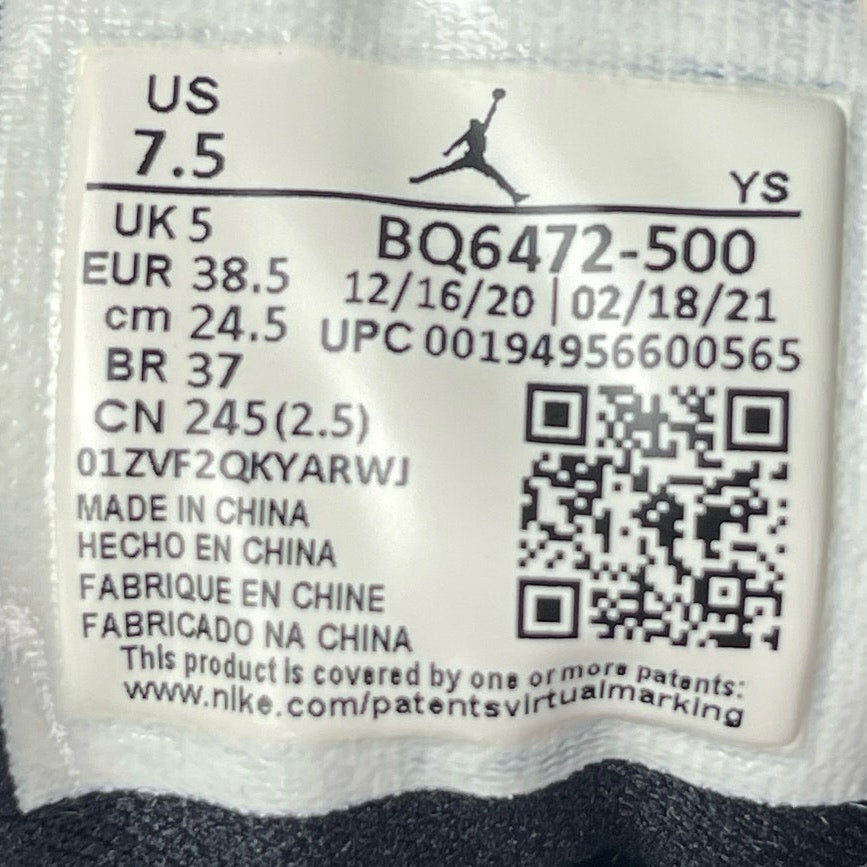 US
7.5
YS
UK 5
EUR 38.5
cm 24.5
BR 37
CN 245(2.5)
BQ6472-500
12/16/20 | 02/18/21
UPC 00194956600565
01ZVF2QKYARWJ
MADE IN CHINA
HECHO EN CHINA
FABRIQUE EN CHINE
FABRICADO NA CHINA
This product is covered by one or more patents:
www.nike.com/patentsvirtualmarking